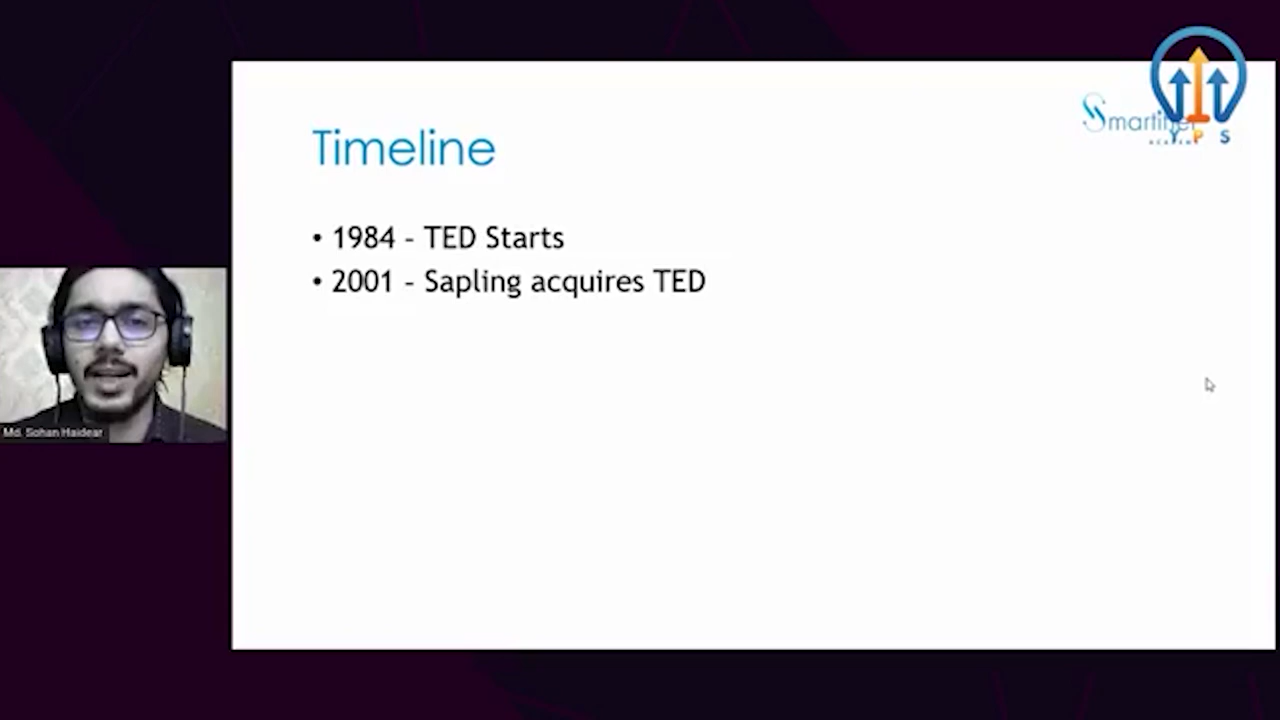 Timeline
• 1984 – TED Starts
• 2001 – Sapling acquires TED
Y P S
Md. Sohan Haidear